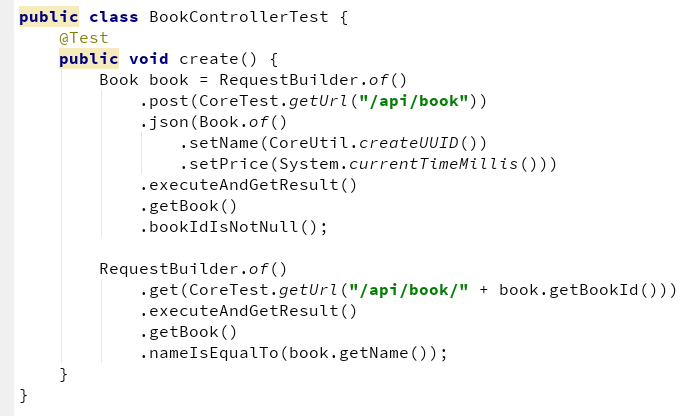 public class BookControllerTest {
    @Test
    public void create() {
        Book book = RequestBuilder.of()
            .post(CoreTest.getUrl("/api/book"))
            .json(Book.of()
                .setName(CoreUtil.createUUID())
                .setPrice(System.currentTimeMillis()))
            .executeAndGetResult()
            .getBook()
            .bookIdIsNotNull();

        RequestBuilder.of()
            .get(CoreTest.getUrl("/api/book/" + book.getBookId()))
            .executeAndGetResult()
            .getBook()
            .nameIsEqualTo(book.getName());
    }
}